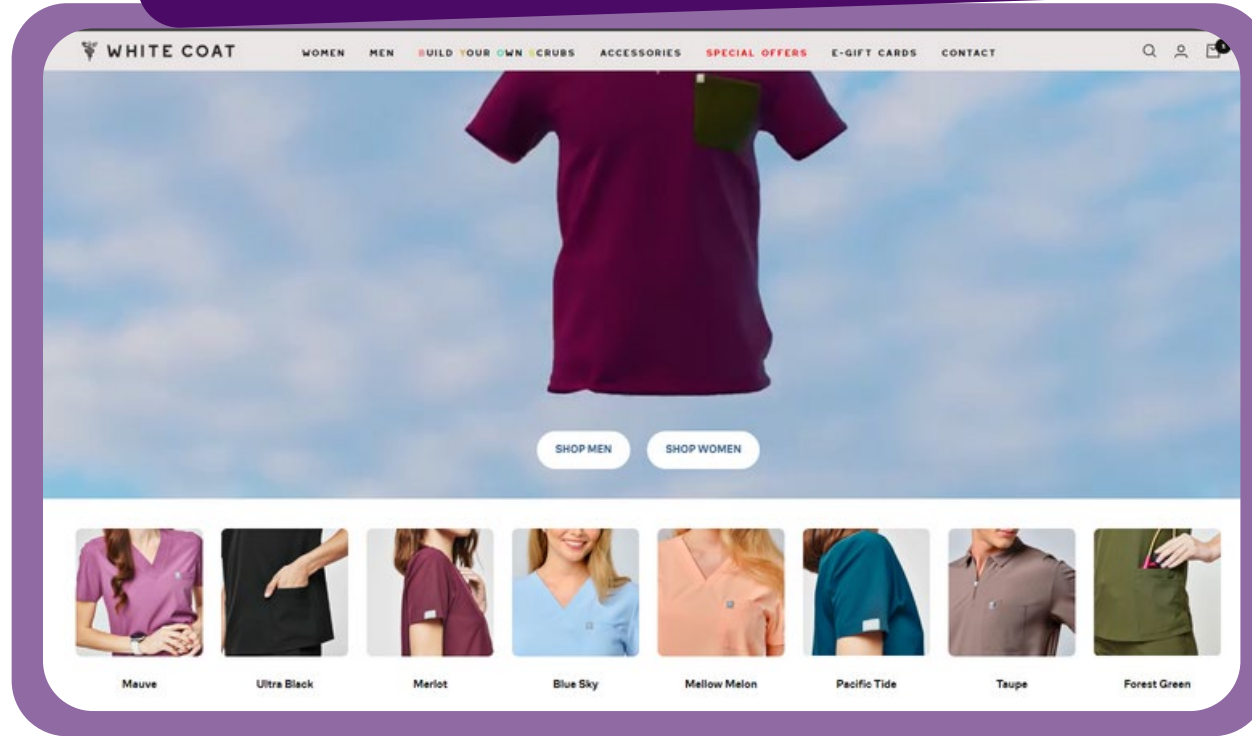 WHITE COAT WOMEN MEN BUILD YOUR OWN SCRUBS ACCESSORIES SPECIAL OFFERS E-GIFT CARDS CONTACT
SHOP MEN SHOP WOMEN
Mauve Ultra Black Merlot Blue Sky Mellow Melon Pacific Tide Taupe Forest Green